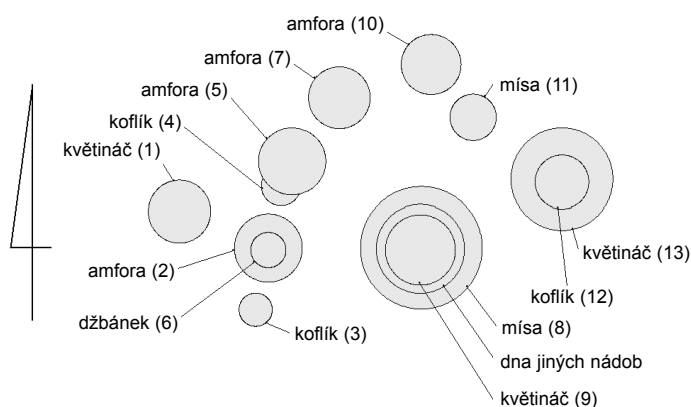 amfora (10)
amfora (7)
mísa (11)
amfora (5)
koflík (4)
květináč (1)
květináč (13)
amfora (2)
koflík (12)
džbánek (6)
koflík (3)
mísa (8)
dna jiných nádob
květináč (9)